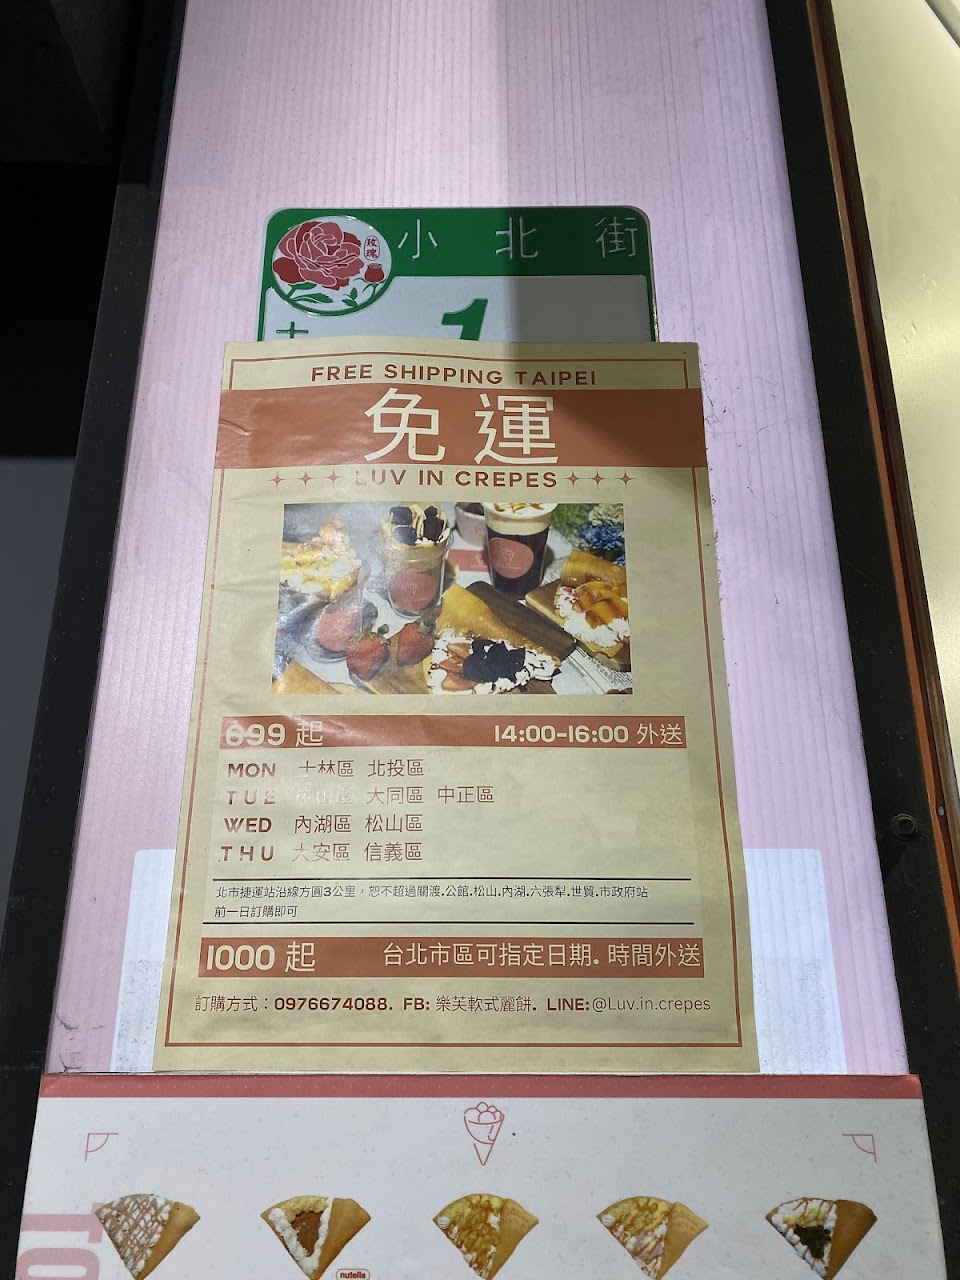 玫瑰
小北街
1
FREE SHIPPING TAIPEI
免運
LUV IN CREPES
699 起 14:00-16:00 外送
MON 士林區 北投區
TUE 中山區 大同區 中正區
WED 內湖區 松山區
THU 大安區 信義區
北市捷運站沿線方圓3公里，恕不超過關渡.公館.松山.內湖.六張犁.世貿.市政府站
前一日訂購即可
1000 起 台北市區可指定日期. 時間外送
訂購方式：0976674088. FB: 樂芙軟式麗餅. LINE:@Luv.in.crepes
nutella